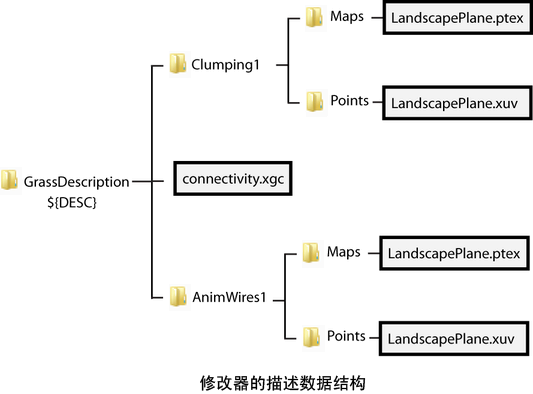 Maps
LandscapePlane.ptex
Clumping1
Points
LandscapePlane.xuv
GrassDescription
${DESC}
connectivity.xgc
Maps
LandscapePlane.ptex
AnimWires1
Points
LandscapePlane.xuv
修改器的描述数据结构